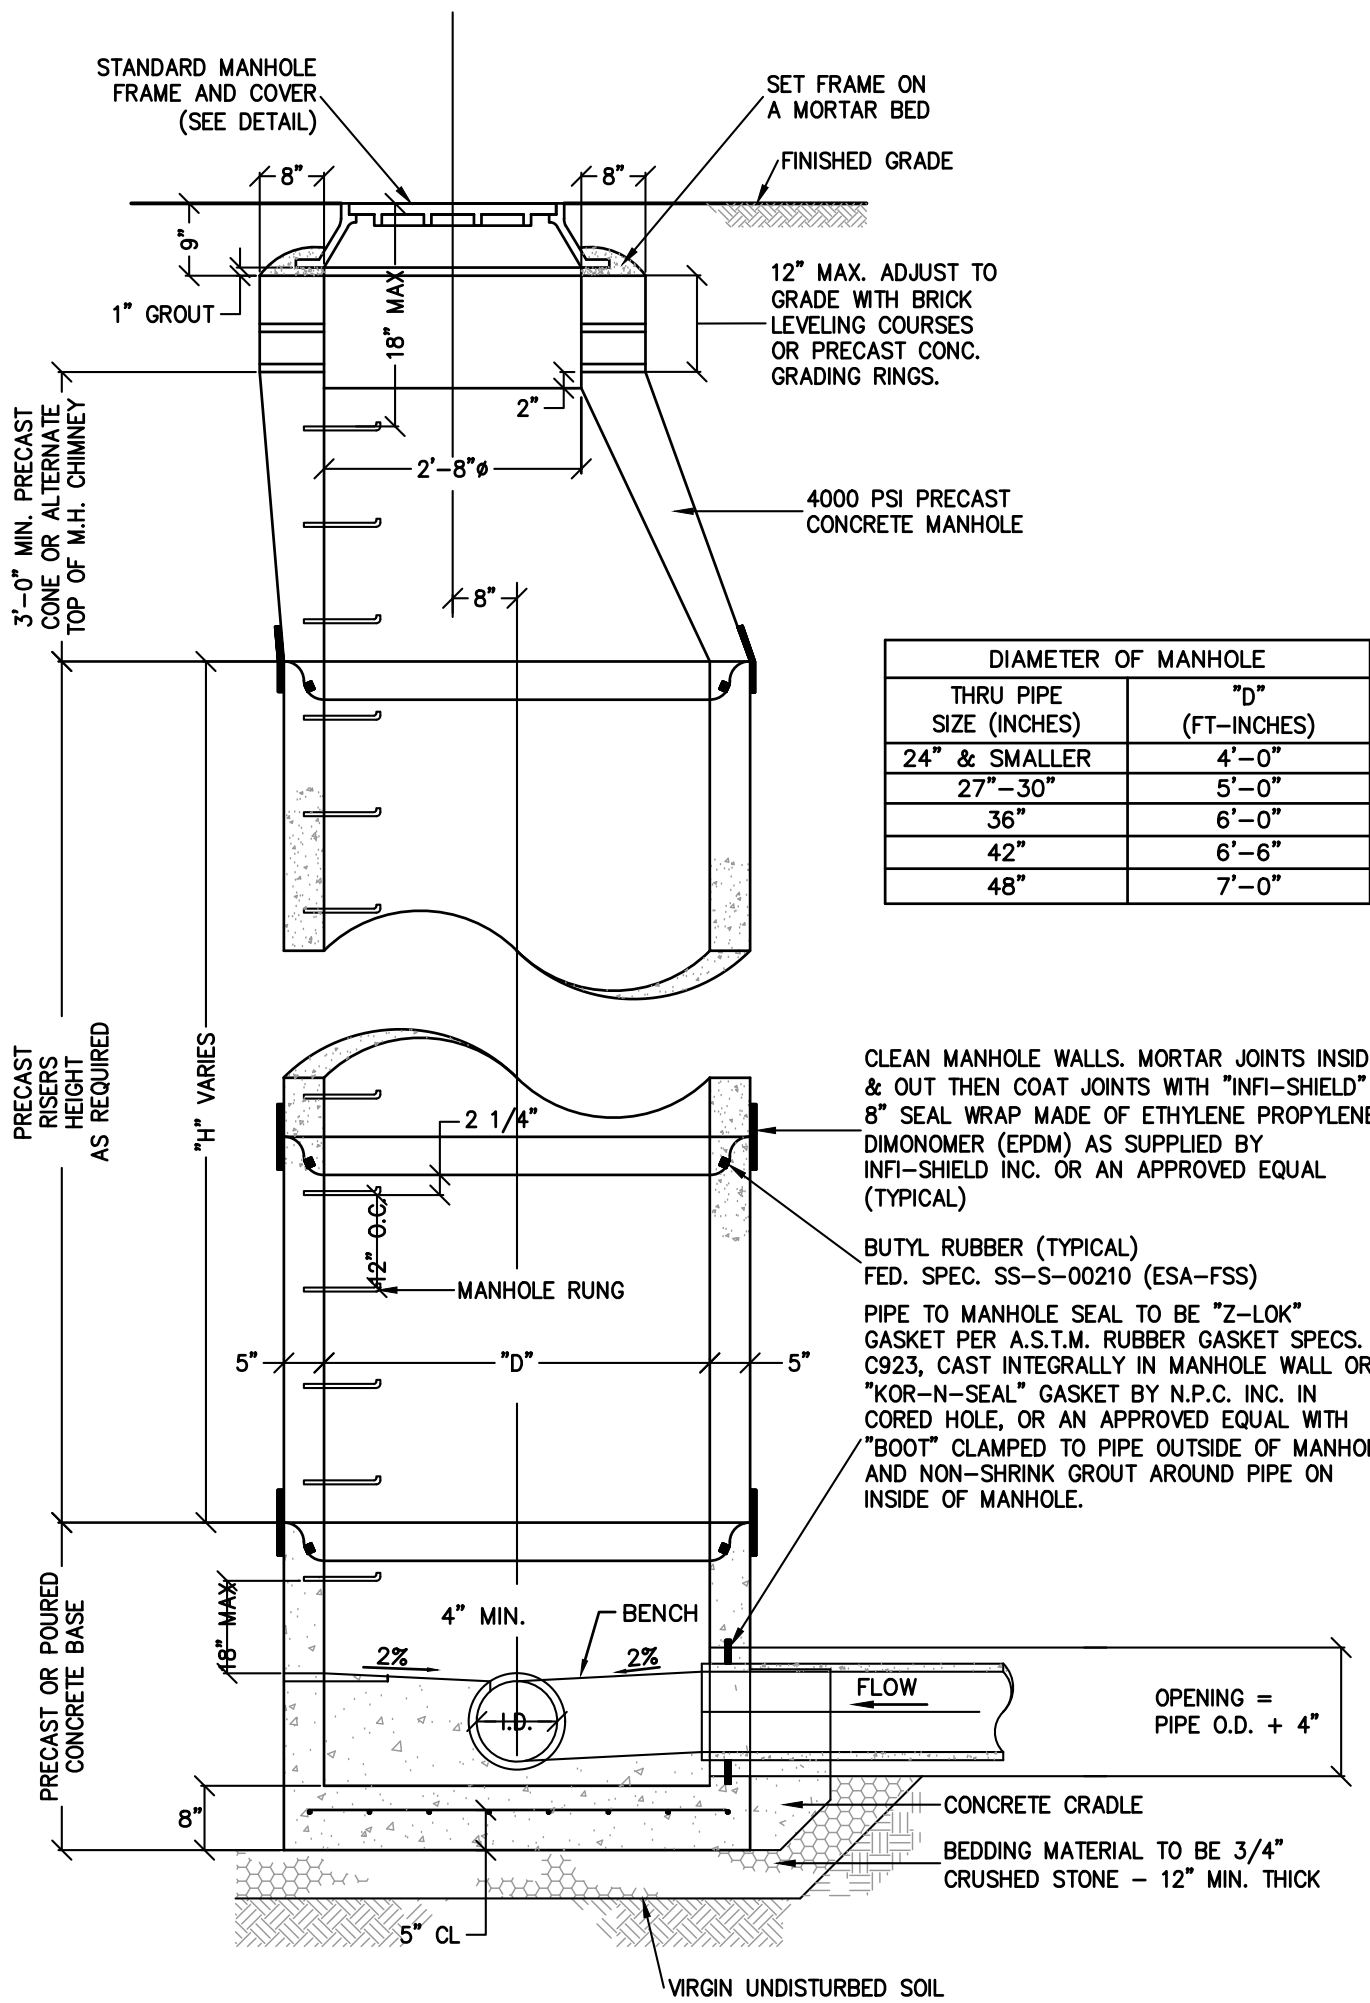 STANDARD MANHOLE
FRAME AND COVER
(SEE DETAIL)
SET FRAME ON
A MORTAR BED
FINISHED GRADE
8"
8"
9"
1" GROUT
18" MAX
12" MAX. ADJUST TO
GRADE WITH BRICK
LEVELING COURSES
OR PRECAST CONC.
GRADING RINGS.
2"
2'-8"ø
3'-0" MIN. PRECAST
CONE OR ALTERNATE
TOP OF M.H. CHIMNEY
4000 PSI PRECAST
CONCRETE MANHOLE
8"
DIAMETER OF MANHOLE
THRU PIPE
SIZE (INCHES)
"D"
(FT-INCHES)
24" & SMALLER
4'-0"
27"-30"
5'-0"
36"
6'-0"
42"
6'-6"
48"
7'-0"
PRECAST
RISERS
HEIGHT
AS REQUIRED
"H" VARIES
CLEAN MANHOLE WALLS. MORTAR JOINTS INSID
& OUT THEN COAT JOINTS WITH "INFI-SHIELD"
8" SEAL WRAP MADE OF ETHYLENE PROPYLENE
DIMONOMER (EPDM) AS SUPPLIED BY
INFI-SHIELD INC. OR AN APPROVED EQUAL
(TYPICAL)
2 1/4"
12" O.C.
MANHOLE RUNG
BUTYL RUBBER (TYPICAL)
FED. SPEC. SS-S-00210 (ESA-FSS)
PIPE TO MANHOLE SEAL TO BE "Z-LOK"
GASKET PER A.S.T.M. RUBBER GASKET SPECS.
C923, CAST INTEGRALLY IN MANHOLE WALL OR
"KOR-N-SEAL" GASKET BY N.P.C. INC. IN
CORED HOLE, OR AN APPROVED EQUAL WITH
"BOOT" CLAMPED TO PIPE OUTSIDE OF MANHOL
AND NON-SHRINK GROUT AROUND PIPE ON
INSIDE OF MANHOLE.
5"
"D"
5"
PRECAST OR POURED
CONCRETE BASE
18" MAX
4" MIN.
BENCH
2%
2%
I.D.
FLOW
OPENING =
PIPE O.D. + 4"
8"
CONCRETE CRADLE
BEDDING MATERIAL TO BE 3/4"
CRUSHED STONE - 12" MIN. THICK
5" CL
VIRGIN UNDISTURBED SOIL